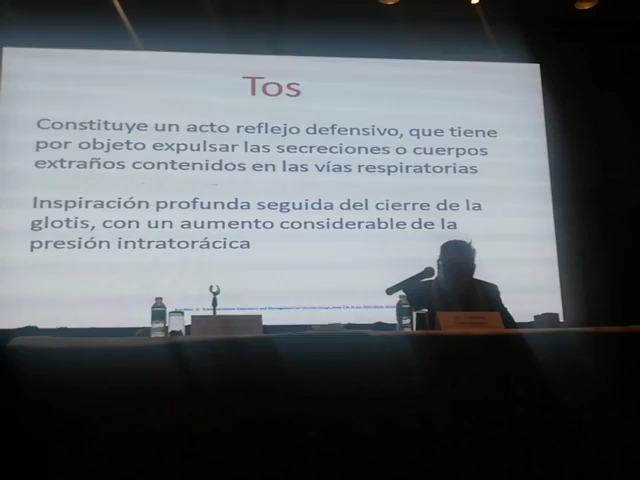 Tos
Constituye un acto reflejo defensivo, que tiene
por objeto expulsar las secreciones o cuerpos
extraños contenidos en las vías respiratorias
Inspiración profunda seguida del cierre de la
glotis, con un aumento considerable de la
presión intratorácica